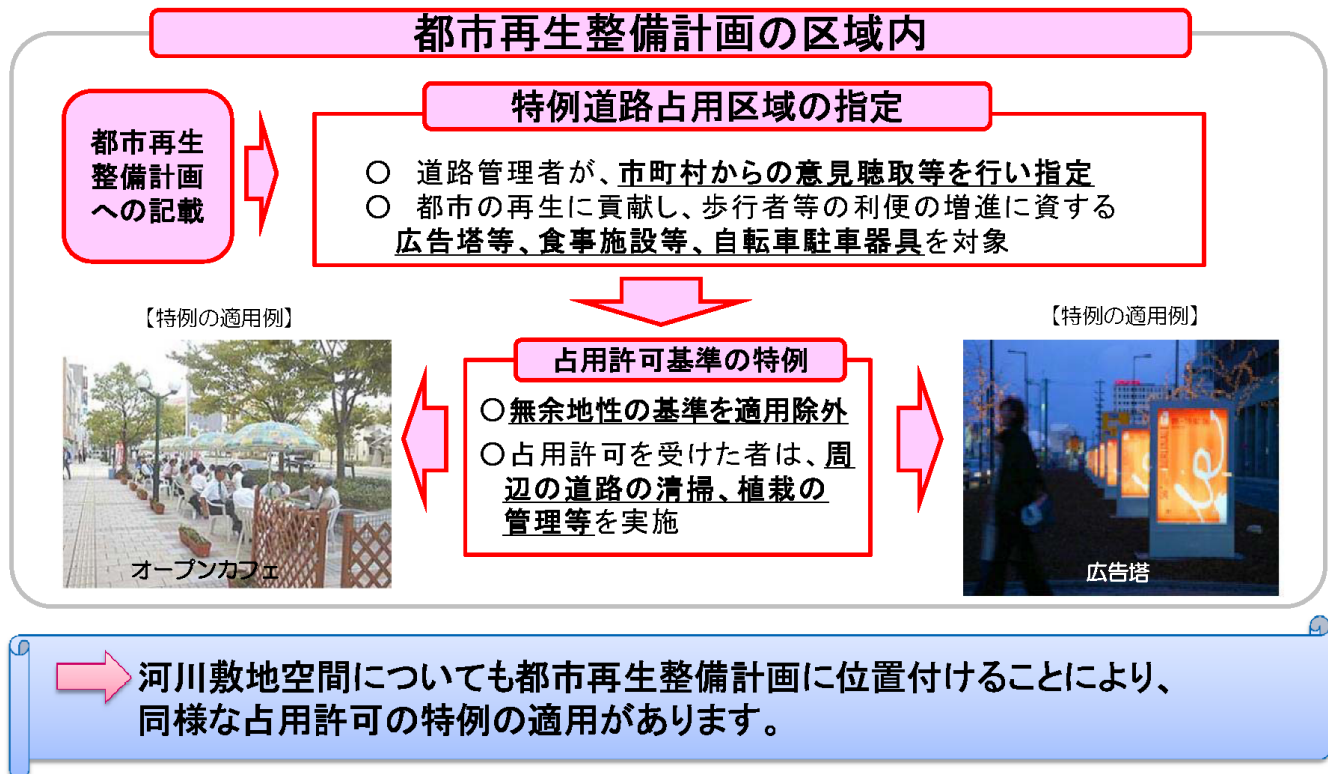 都市再生整備計画の区域内
都市再生
整備計画
への記載
特例道路占用区域の指定
○ 道路管理者が、市町村からの意見聴取等を行い指定
○ 都市の再生に貢献し、歩行者等の利便の増進に資する
広告塔等、食事施設等、自転車駐車器具を対象
【特例の適用例】
オープンカフェ
占用許可基準の特例
○無余地性の基準を適用除外
○占用許可を受けた者は、周
辺の道路の清掃、植栽の
管理等を実施
【特例の適用例】
広告塔
河川敷地空間についても都市再生整備計画に位置付けることにより、
同様な占用許可の特例の適用があります。